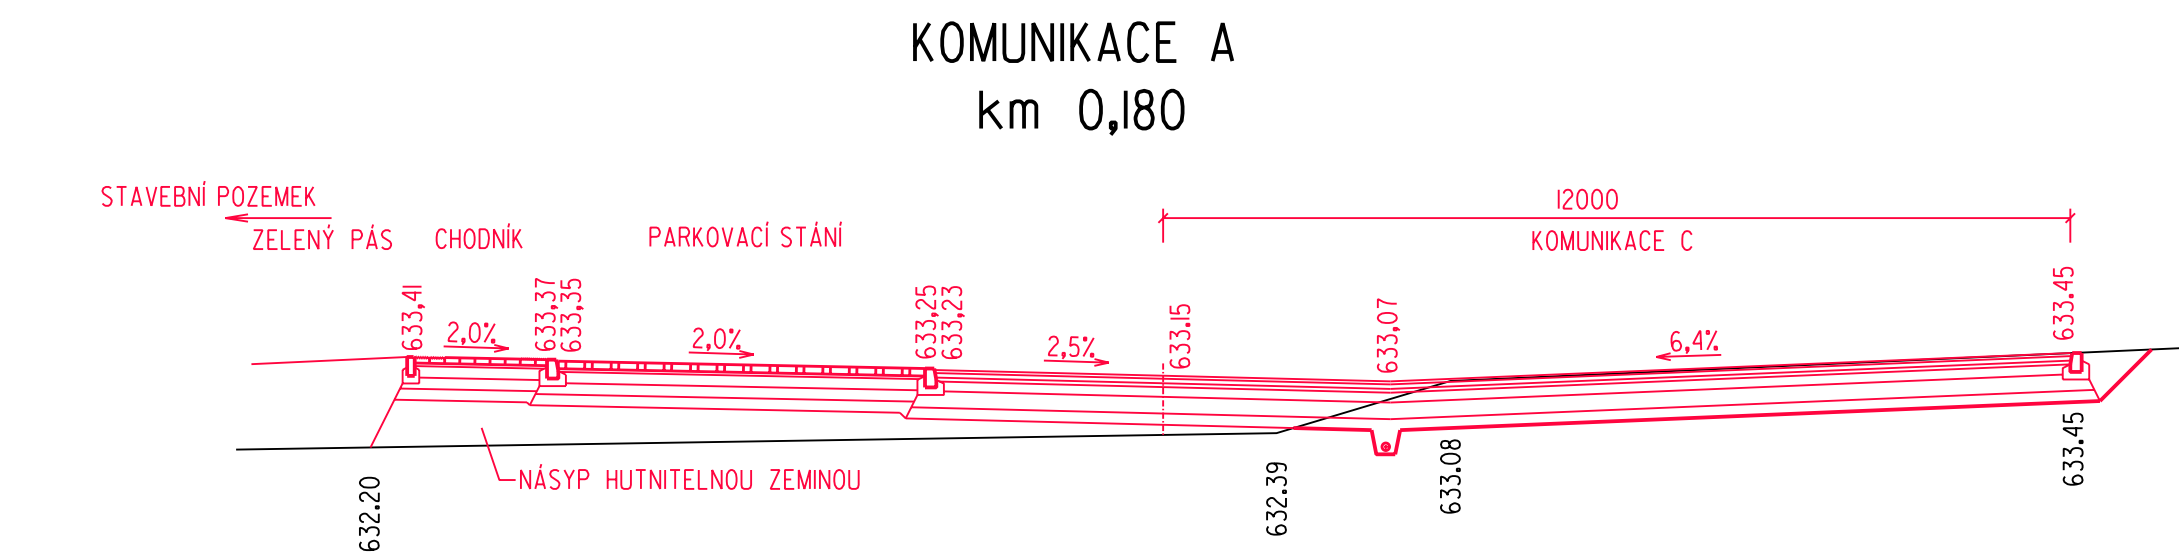 KOMUNIKACE A
km 0,180
STAVEBNÍ POZEMEK
12000
ZELENÝ PÁS
CHODNÍK
PARKOVACÍ STÁNÍ
KOMUNIKACE C
633,41
2,0%
633,37
633,35
2,0%
633,25
633,23
2,5%
633.15
633,07
6,4%
633.45
NÁSYP HUTNITELNOU ZEMINOU
632.20
632.39
633.08
633.45